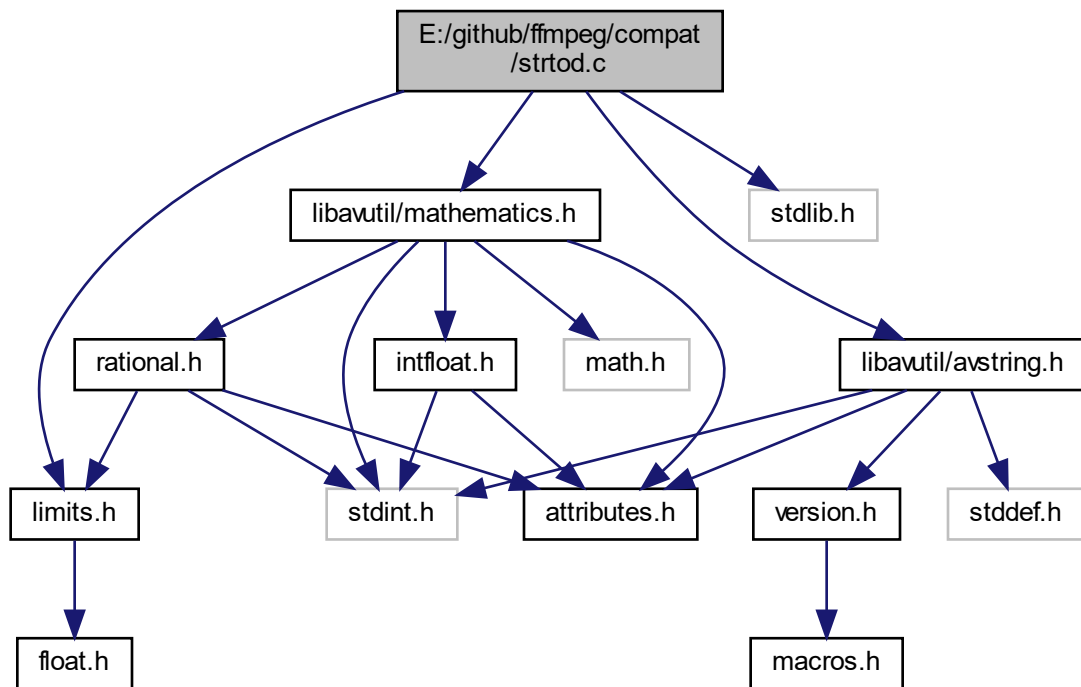 E:/github/ffmpeg/compat
/strtod.c
libavutil/mathematics.h
stdlib.h
rational.h
intfloat.h
math.h
libavutil/avstring.h
limits.h
stdint.h
attributes.h
version.h
stddef.h
float.h
macros.h